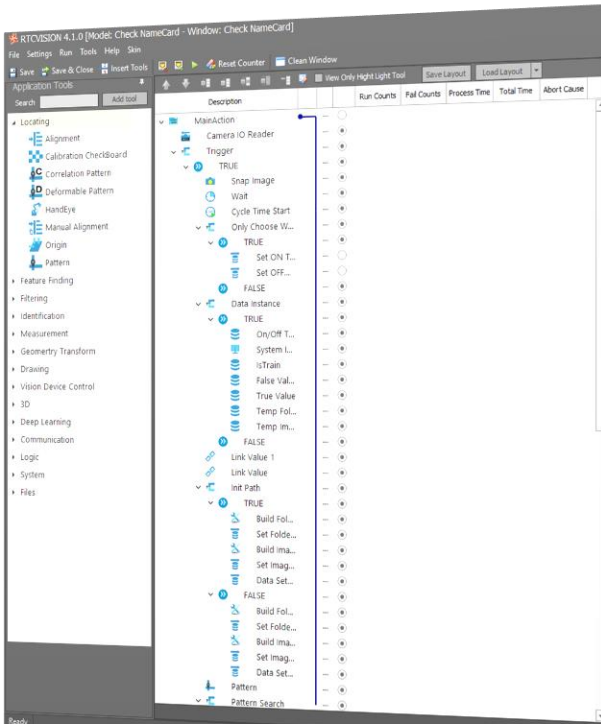 RTCVISION 4.1.0 [Model: Check NameCard - Window: Check NameCard]
File Settings Run Tools Help Skin
Save Save & Close Insert Tools Reset Counter Clean Window
Application Tools
View Only Hight Light Tool Save Layout Load Layout
Search Add tool
Description Run Counts Fail Counts Process Time Total Time Abort Cause
Locating
Alignment
Calibration CheckBoard
Correlation Pattern
Deformable Pattern
HandEye
Manual Alignment
Origin
Pattern
Feature Finding
Filtering
Identification
Measurement
Geomertry Transform
Drawing
Vision Device Control
3D
Deep Learning
Communication
Logic
System
Files
MainAction
Camera IO Reader
Trigger
TRUE
Snap Image
Wait
Cycle Time Start
Only Choose W...
TRUE
Set ON T...
Set OFF...
FALSE
Data Instance
TRUE
On/Off T...
System I...
IsTrain
False Val...
True Value
Temp Fol...
Temp Im...
FALSE
Link Value 1
Link Value
Init Path
TRUE
Build Fol...
Set Folde...
Build Ima...
Set Imag...
Data Set...
FALSE
Build Fol...
Set Folde...
Build Ima...
Set Imag...
Data Set...
Pattern
Pattern Search
Ready